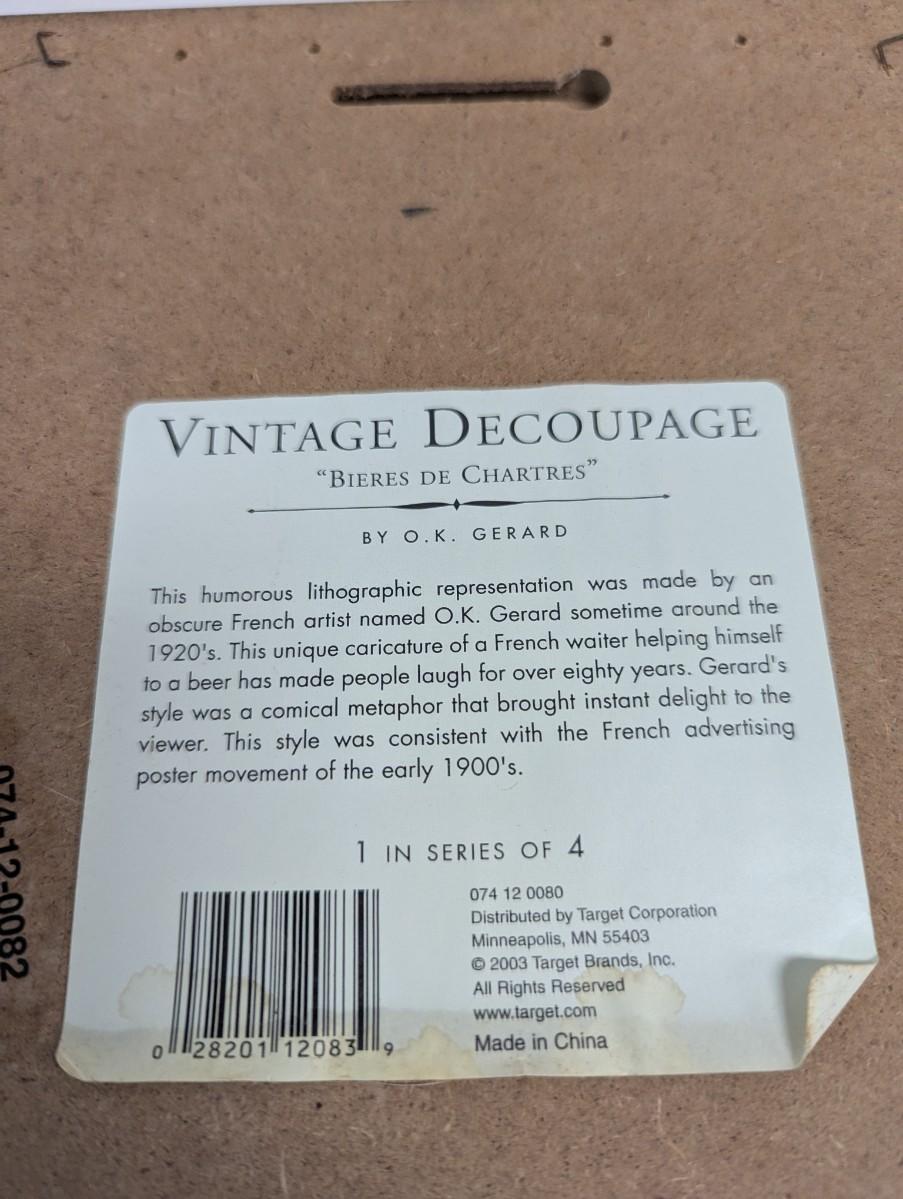 VINTAGE DECOUPAGE
“BIERES DE CHARTRES”
BY O.K. GERARD
This humorous lithographic representation was made by an
obscure French artist named O.K. Gerard sometime around the
1920's. This unique caricature of a French waiter helping himself
to a beer has made people laugh for over eighty years. Gerard's
style was a comical metaphor that brought instant delight to the
viewer. This style was consistent with the French advertising
poster movement of the early 1900's.
1 IN SERIES OF 4
074 12 0080
Distributed by Target Corporation
Minneapolis, MN 55403
© 2003 Target Brands, Inc.
All Rights Reserved
www.target.com
Made in China
0 28201 12083 9
074-12-0082